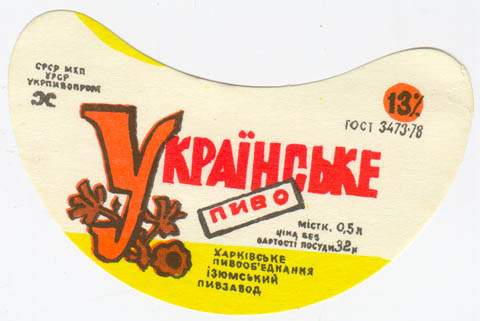 СРСР МХП
УРСР
УКРПИВОПРОМ
13%
ГОСТ 3473-78
УКРАЇНСЬКЕ
ПИВО
МІСТК. 0,5 л
ЦІНА БЕЗ
ВАРТОСТІ ПОСУДИ 32 к
ХАРКІВСЬКЕ
ПИВООБ'ЄДНАННЯ
ІЗЮМСЬКИЙ
ПИВЗАВОД